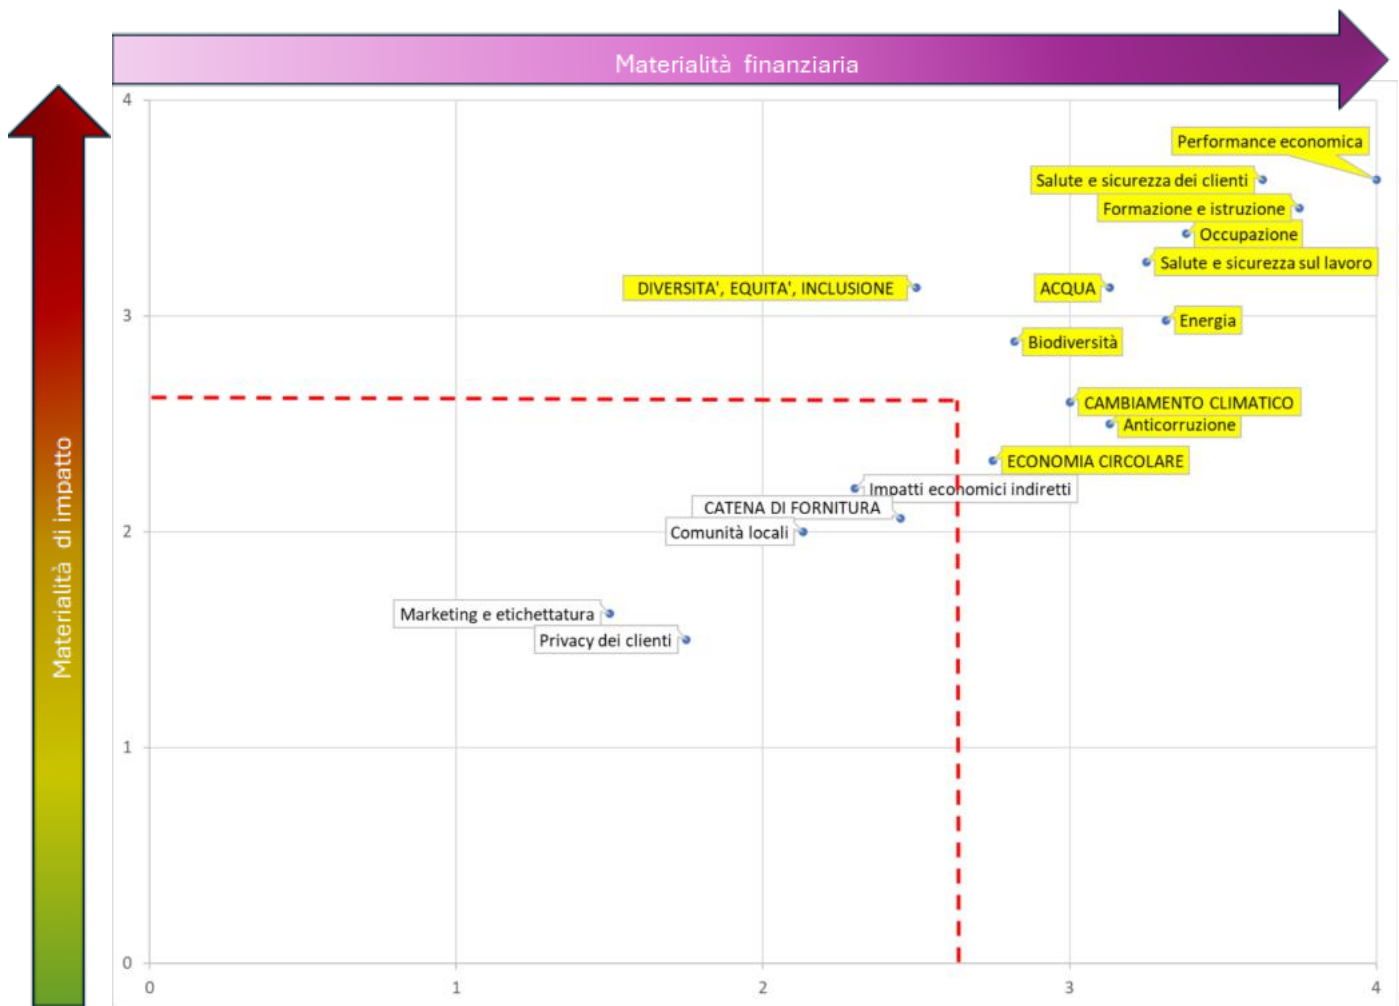 Materialità finanziaria
4
Performance economica
Salute e sicurezza dei clienti
Formazione e istruzione
Occupazione
Salute e sicurezza sul lavoro
DIVERSITA', EQUITA', INCLUSIONE
ACQUA
3
Energia
Biodiversità
CAMBIAMENTO CLIMATICO
Anticorruzione
ECONOMIA CIRCOLARE
Impatti economici indiretti
CATENA DI FORNITURA
2
Comunità locali
Marketing e etichettatura
Privacy dei clienti
Materialità di impatto
1
0
0 1 2 3 4